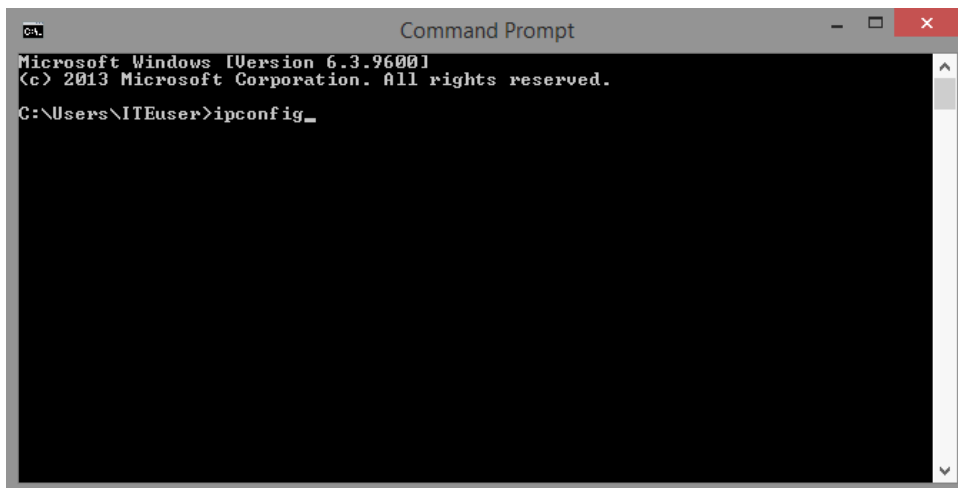 Command Prompt
Microsoft Windows [Version 6.3.9600]
(c) 2013 Microsoft Corporation. All rights reserved.
C:\Users\ITEuser>ipconfig_